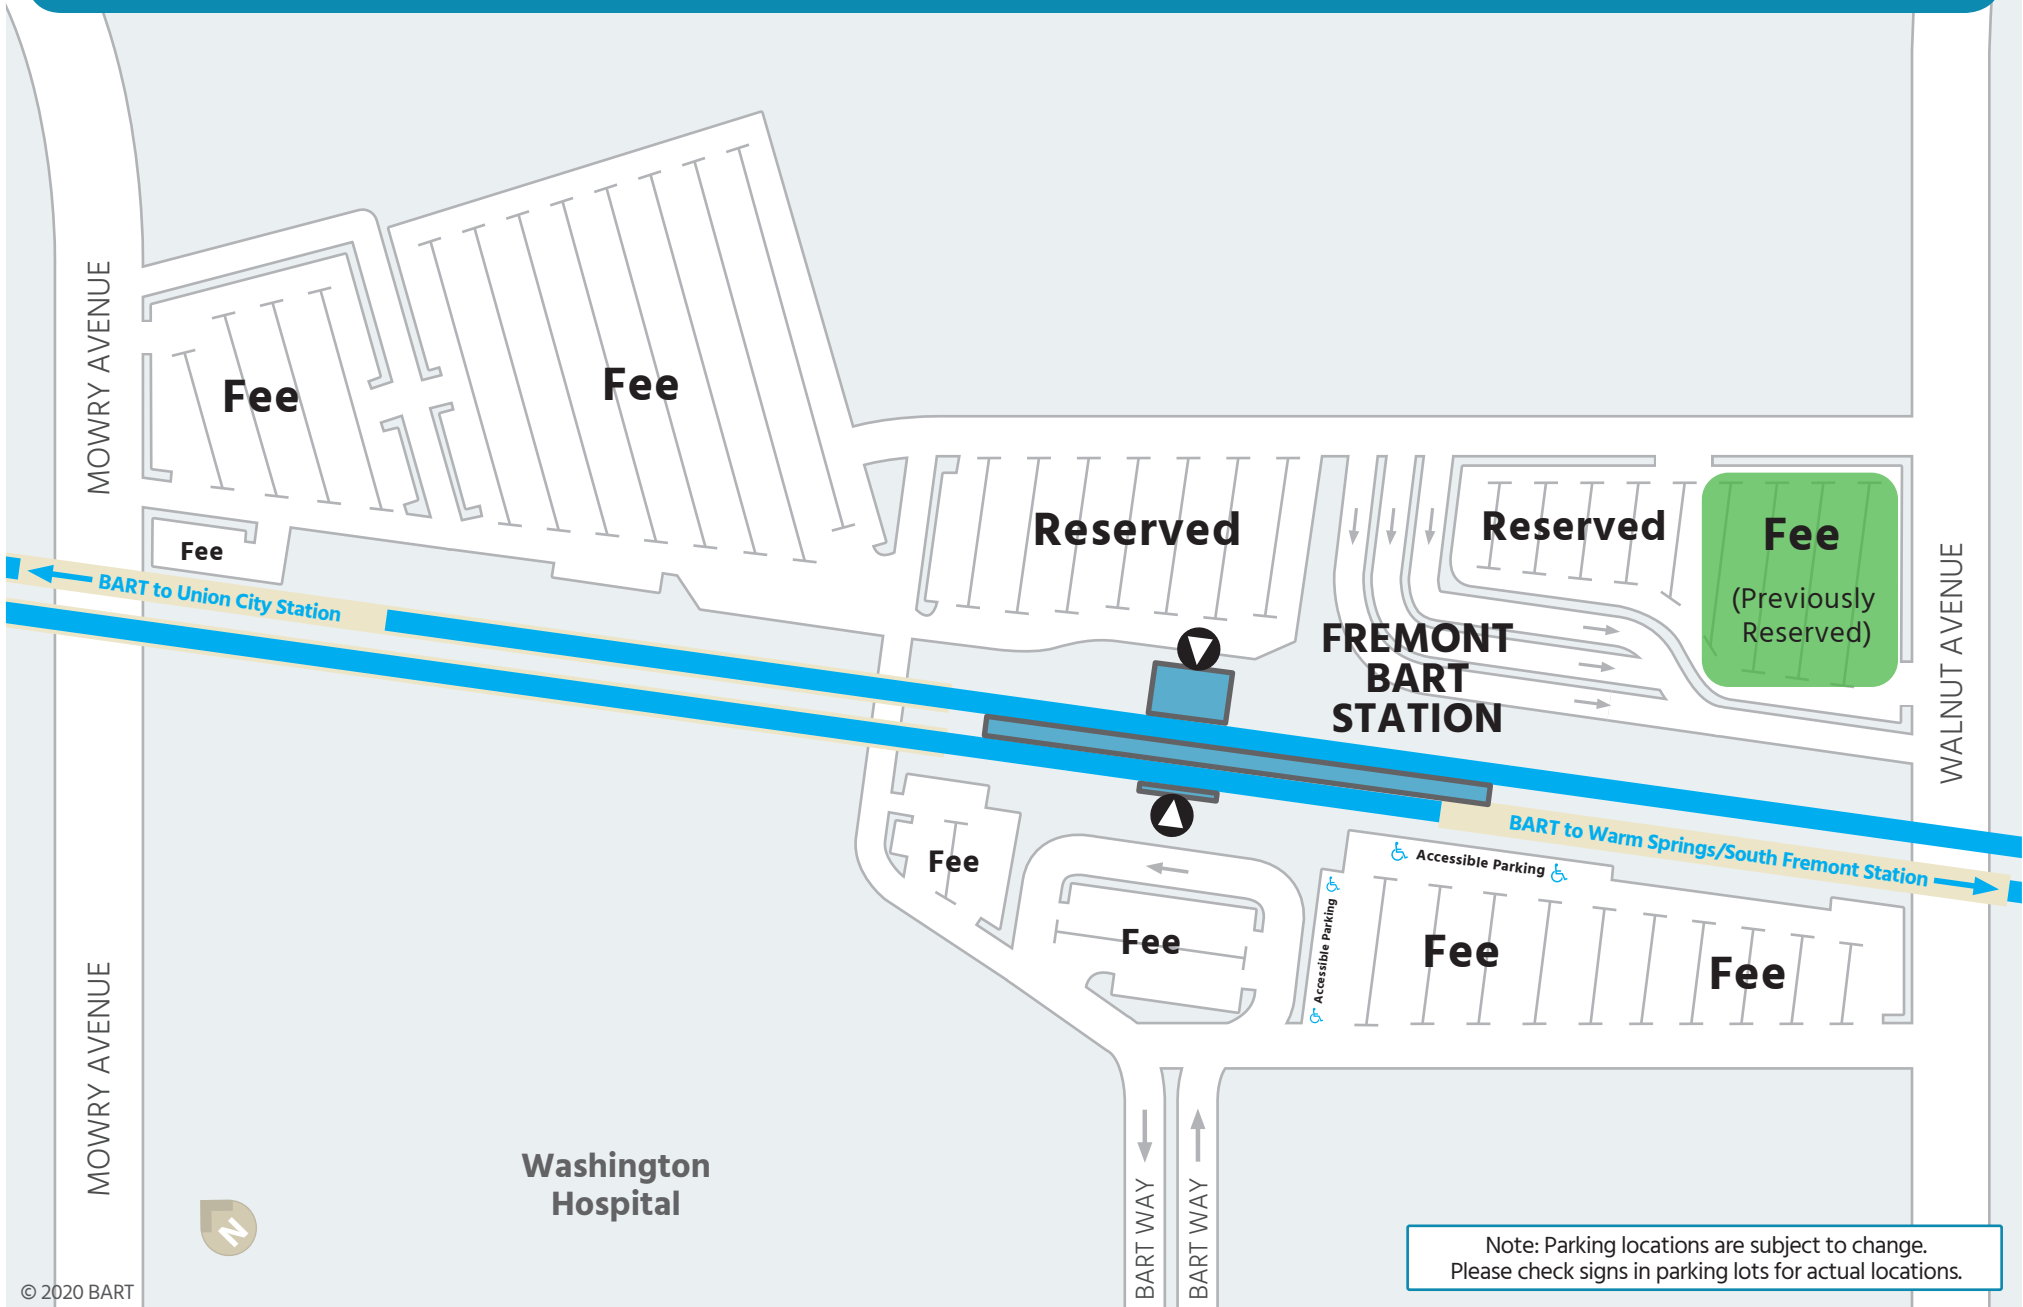 MOWRY AVENUE
Fee
Fee
Fee
BART to Union City Station
Reserved
Reserved
Fee
(Previously
Reserved)
WALNUT AVENUE
FREMONT
BART
STATION
BART to Warm Springs/South Fremont Station
Accessible Parking
Accessible Parking
Fee
Fee
Fee
Fee
MOWRY AVENUE
Washington
Hospital
N
BART WAY
BART WAY
Note: Parking locations are subject to change.
Please check signs in parking lots for actual locations.
© 2020 BART